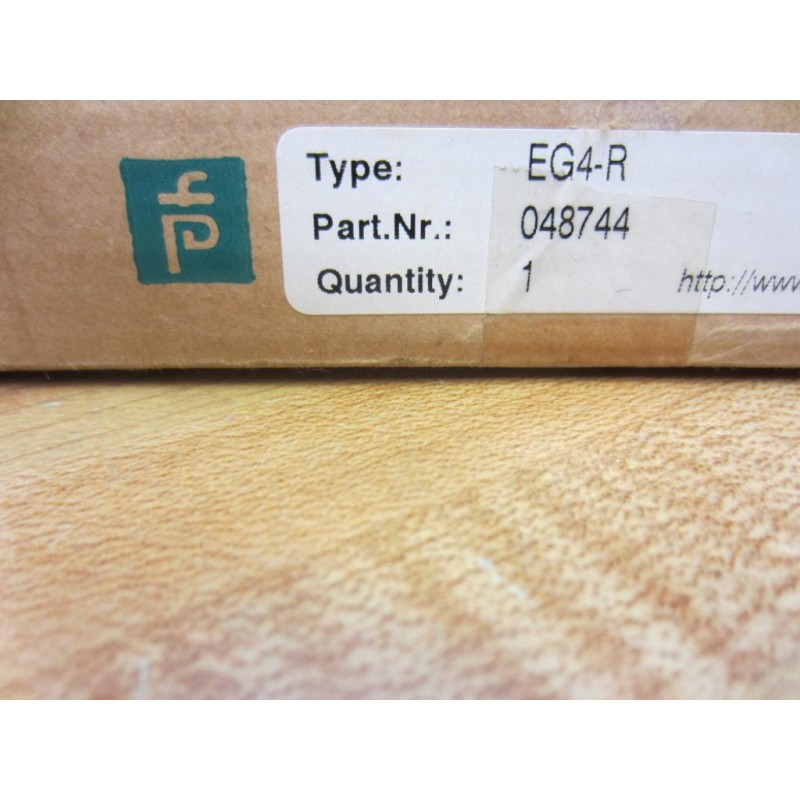 Type: EG4-R
Part.Nr.: 048744
Quantity: 1 http://www